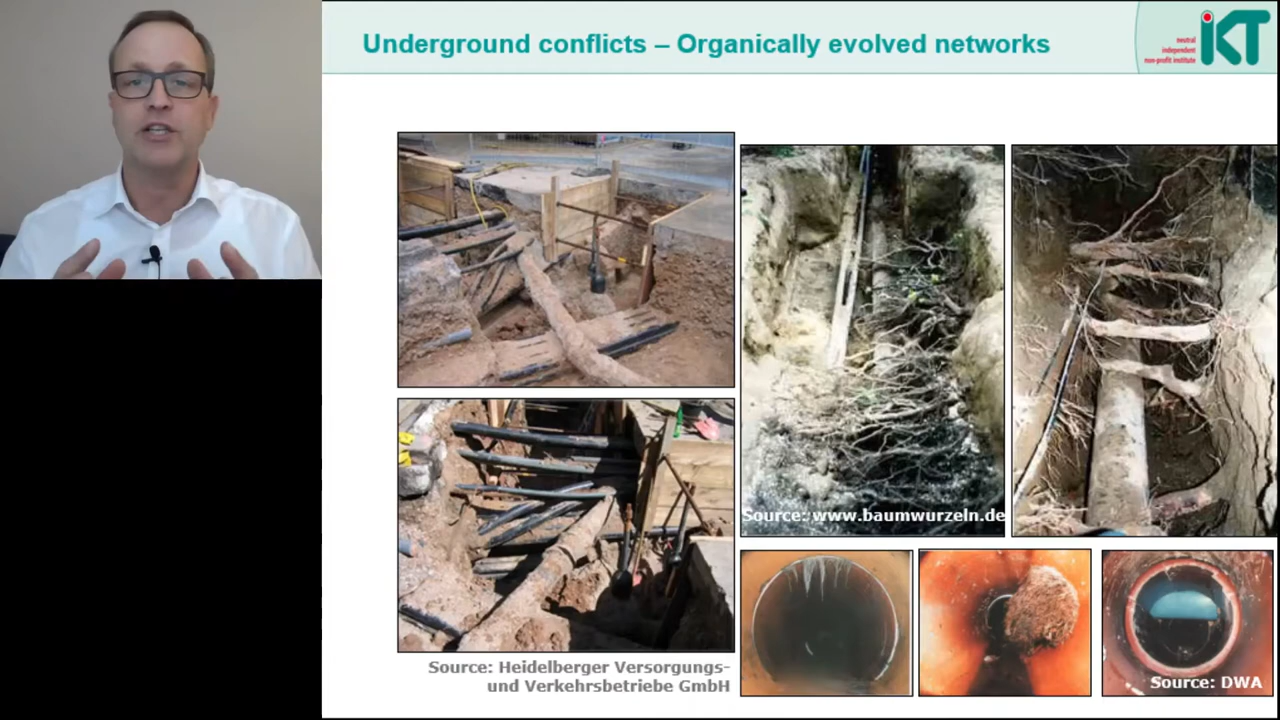 Underground conflicts – Organically evolved networks
neutral
independent
non-profit institute
iKT
Source: www.baumwurzeln.de
Source: Heidelberger Versorgungs-
und Verkehrsbetriebe GmbH
Source: DWA